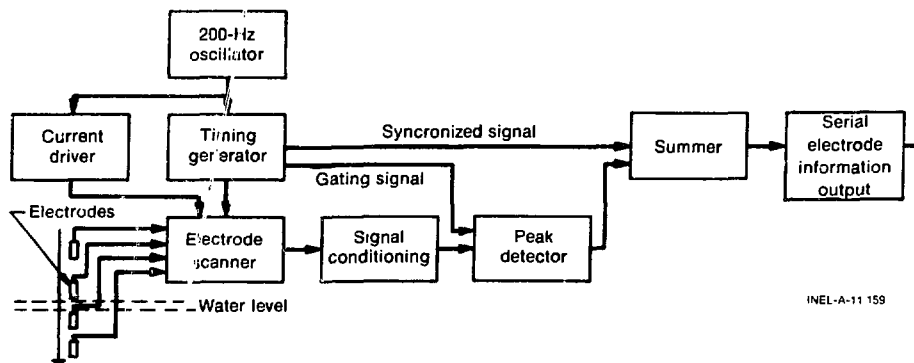 200-Hz
oscillator
Current
driver
Timing
generator
Syncronized signal
Gating signal
Summer
Serial
electrode
information
output
Electrodes
Electrode
scanner
Signal
conditioning
Peak
detector
Water level
INEL-A-11 159